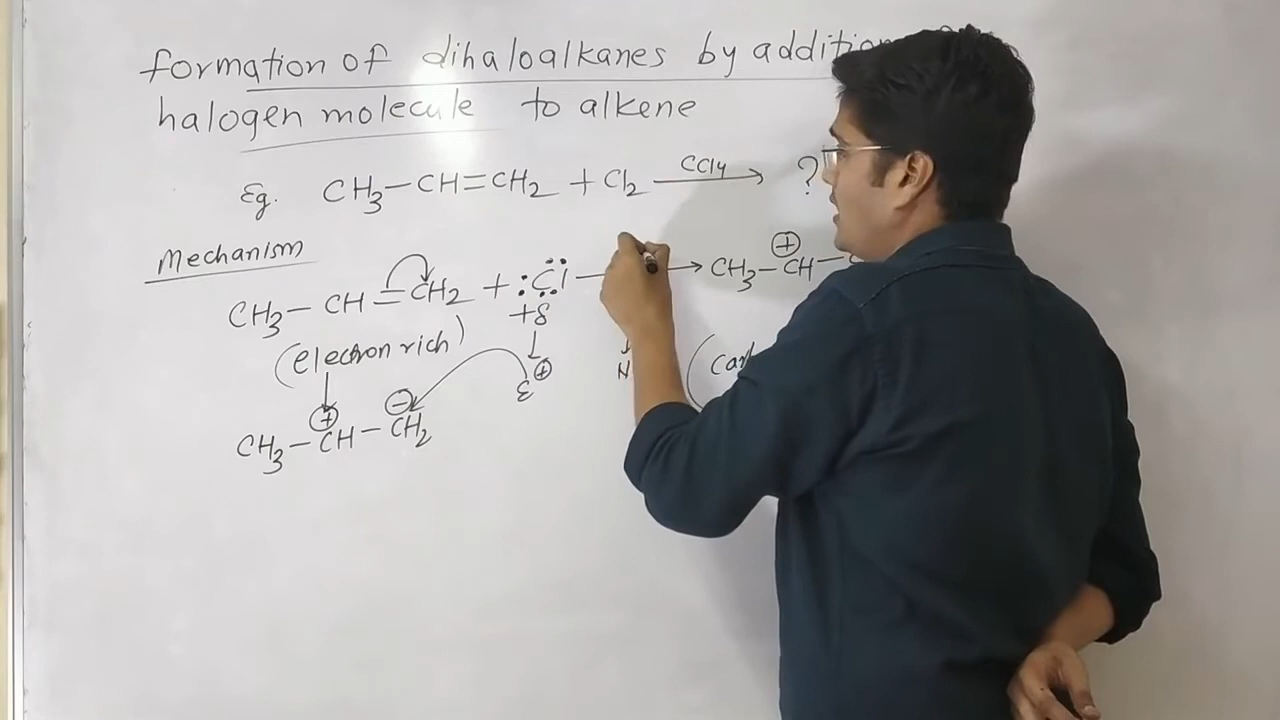 formation of dihaloalkanes by addition
halogen molecule to alkene
Eg. CH₃—CH=CH₂ + Cl₂ —CCl₄→ ?
Mechanism
CH₃—CH=CH₂ + :Cl— → CH₃—CH—
⊕
+δ
(electron rich)
ε⊕
N
⊕ ⊖
CH₃—CH—CH₂